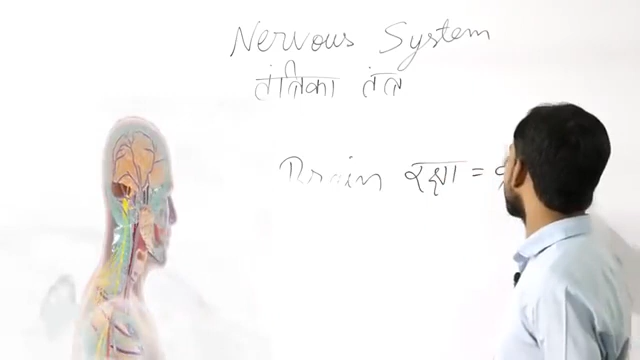 Nervous System
तंत्रिका तंत्र
Brain रक्षा =